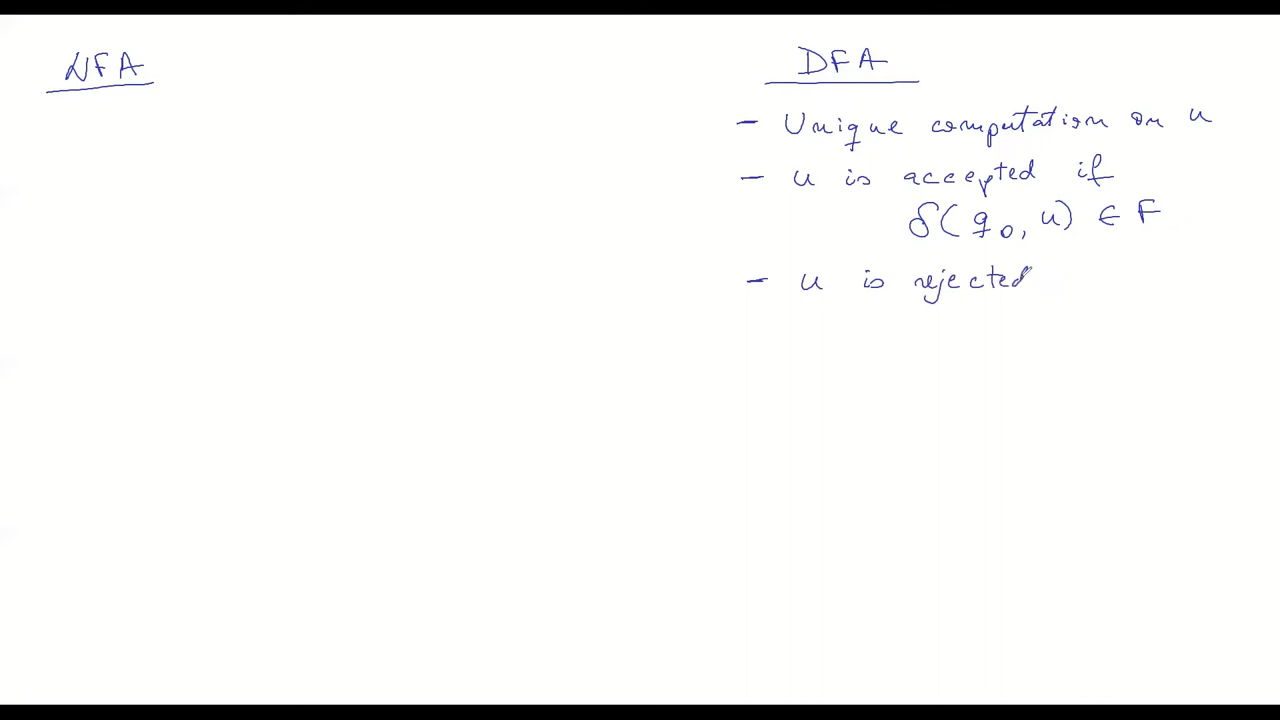 NFA
DFA
- Unique computation on u
- u is accepted if
δ(q₀, u) ∈ F
- u is rejected